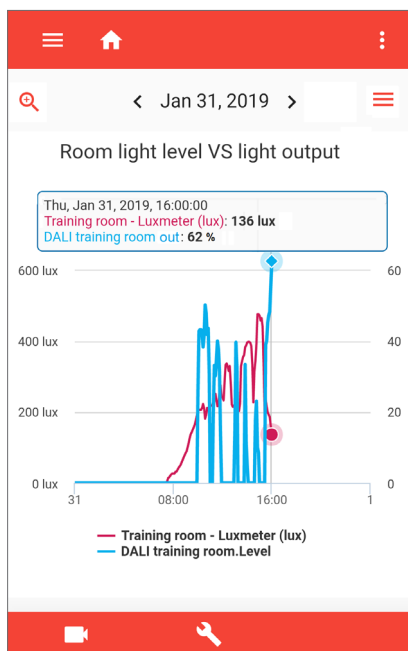 Jan 31, 2019
Room light level VS light output
Thu, Jan 31, 2019, 16:00:00
Training room - Luxmeter (lux): 136 lux
DALI training room out: 62 %
600 lux 60
400 lux 40
200 lux 20
0 lux 0
31 08:00 16:00 1
Training room - Luxmeter (lux)
DALI training room.Level